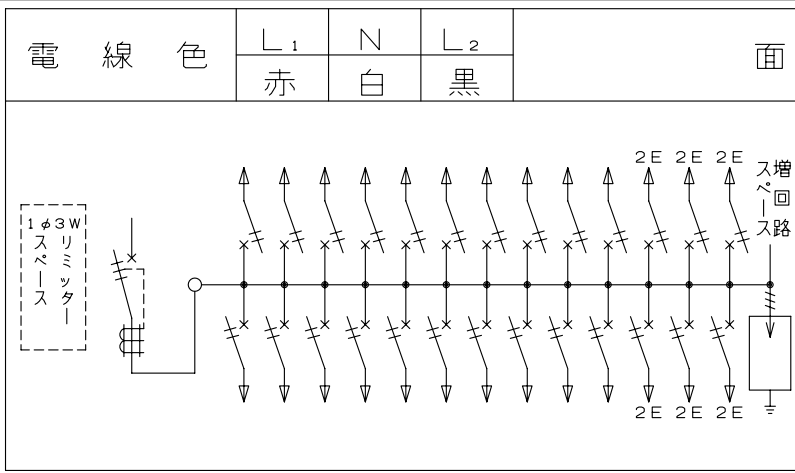 電線色 L1 N L2 面
赤 白 黒
2E 2E 2E
増回路
スペース
1φ3W
リミッター
スペース
2E 2E 2E